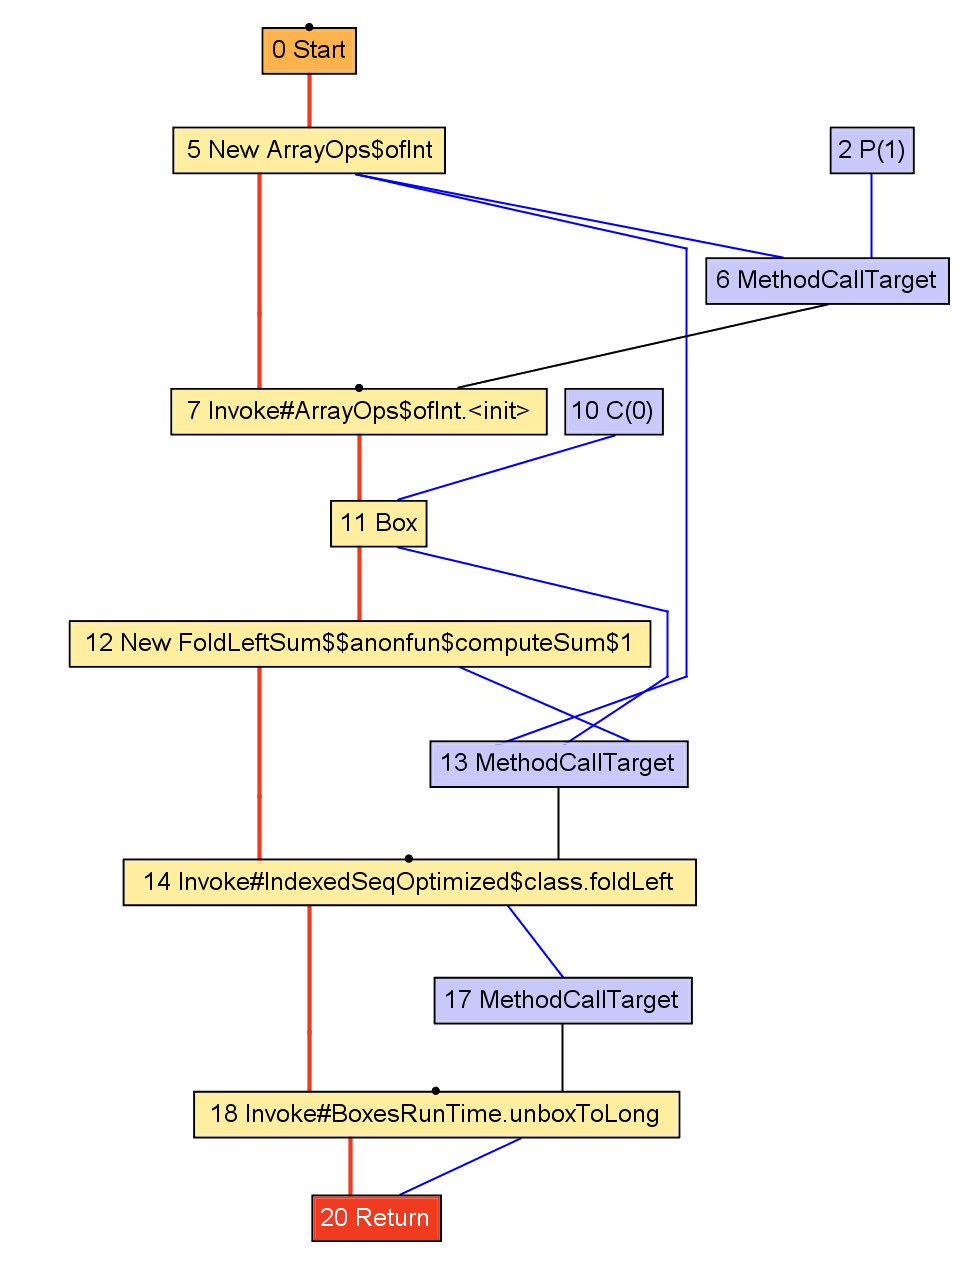 0 Start
5 New ArrayOps$ofInt
2 P(1)
6 MethodCallTarget
7 Invoke#ArrayOps$ofInt.<init>
10 C(0)
11 Box
12 New FoldLeftSum$$anonfun$computeSum$1
13 MethodCallTarget
14 Invoke#IndexedSeqOptimized$class.foldLeft
17 MethodCallTarget
18 Invoke#BoxesRunTime.unboxToLong
20 Return